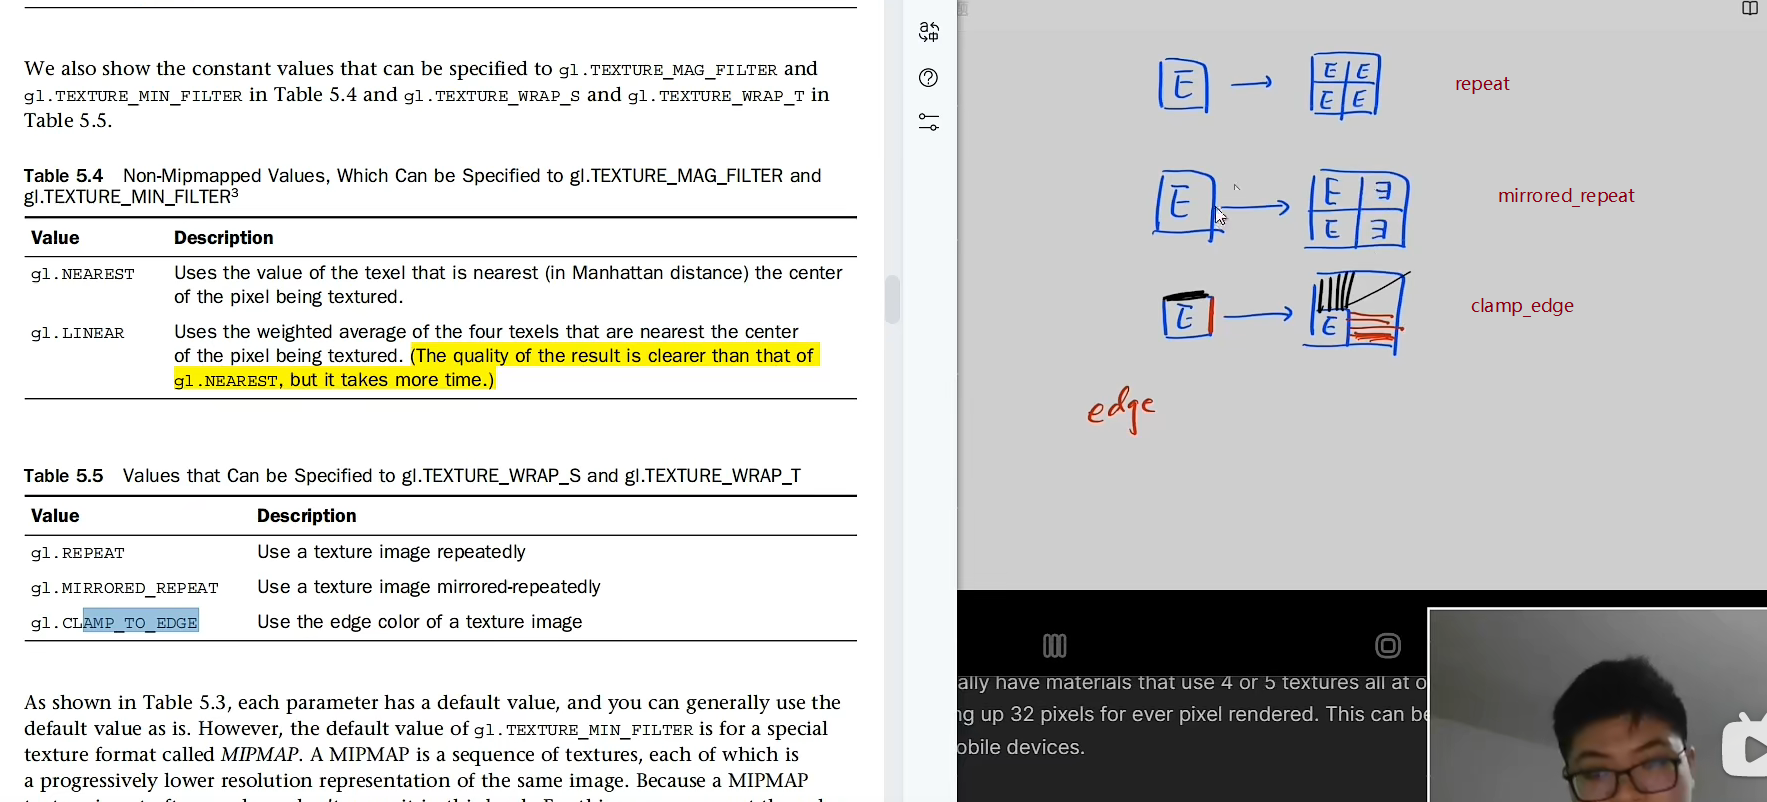 We also show the constant values that can be specified to gl.TEXTURE_MAG_FILTER and
gl.TEXTURE_MIN_FILTER in Table 5.4 and gl.TEXTURE_WRAP_S and gl.TEXTURE_WRAP_T in
Table 5.5.
Table 5.4 Non-Mipmapped Values, Which Can be Specified to gl.TEXTURE_MAG_FILTER and
gl.TEXTURE_MIN_FILTER³
Value Description
gl.NEAREST Uses the value of the texel that is nearest (in Manhattan distance) the center
of the pixel being textured.
gl.LINEAR Uses the weighted average of the four texels that are nearest the center
of the pixel being textured. (The quality of the result is clearer than that of
gl.NEAREST, but it takes more time.)
Table 5.5 Values that Can be Specified to gl.TEXTURE_WRAP_S and gl.TEXTURE_WRAP_T
Value Description
gl.REPEAT Use a texture image repeatedly
gl.MIRRORED_REPEAT Use a texture image mirrored-repeatedly
gl.CLAMP_TO_EDGE Use the edge color of a texture image
As shown in Table 5.3, each parameter has a default value, and you can generally use the
default value as is. However, the default value of gl.TEXTURE_MIN_FILTER is for a special
texture format called MIPMAP. A MIPMAP is a sequence of textures, each of which is
a progressively lower resolution representation of the same image. Because a MIPMAP
E E E repeat
E E
E E Ǝ mirrored_repeat
E Ǝ
E E clamp_edge
edge
ally have materials that use 4 or 5 textures all at o
ng up 32 pixels for ever pixel rendered. This can be
obile devices.